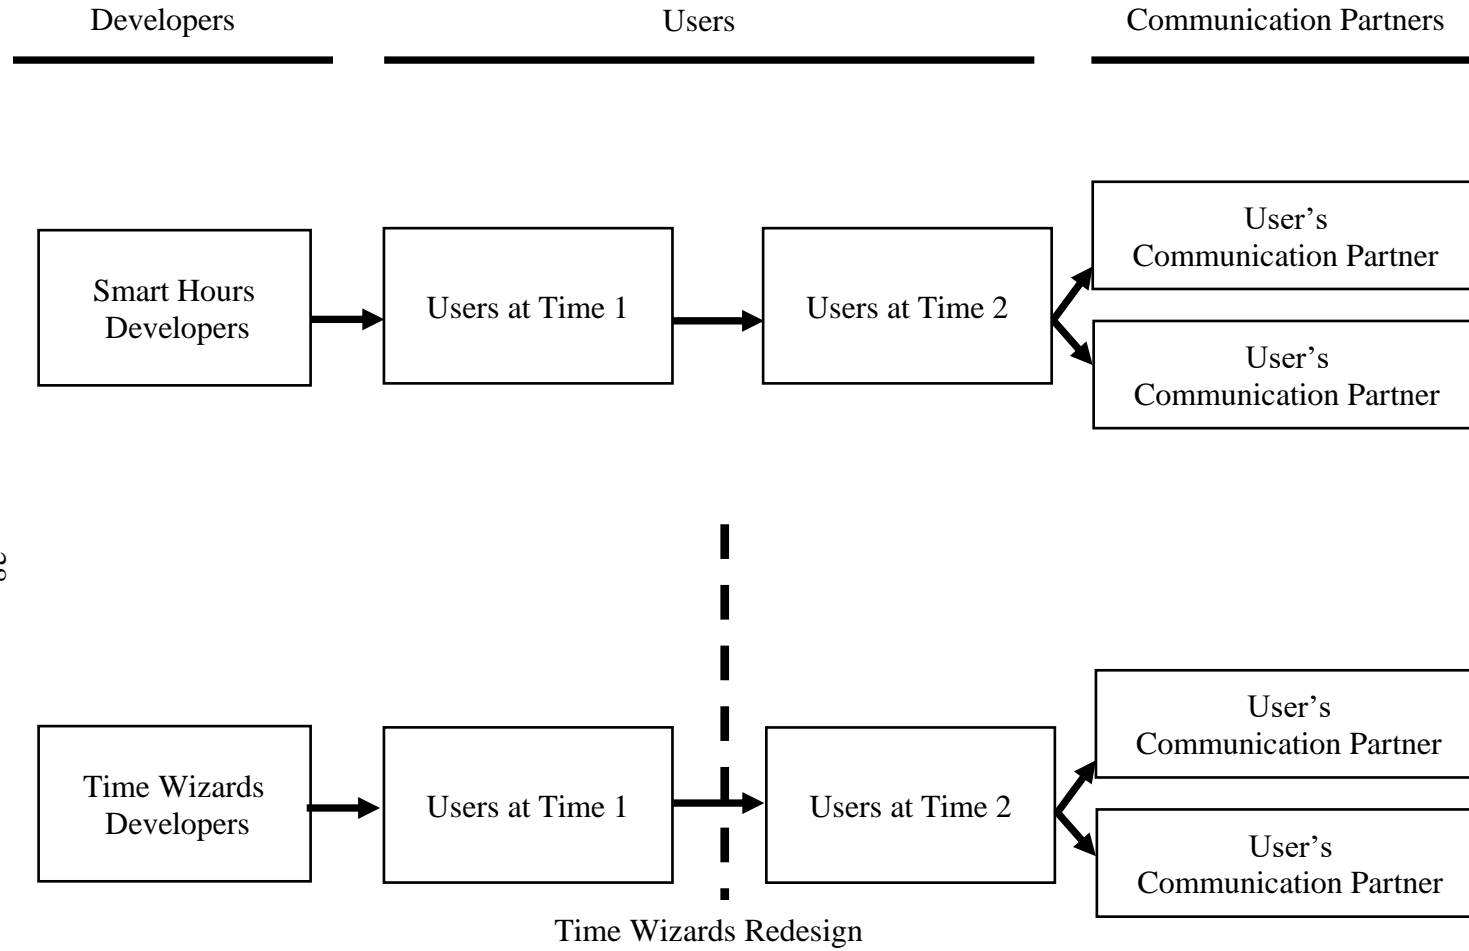 Developers
Users
Communication Partners
User’s
Communication Partner
Smart Hours
Developers
Users at Time 1
Users at Time 2
User’s
Communication Partner
User’s
Communication Partner
Time Wizards
Developers
Users at Time 1
Users at Time 2
User’s
Communication Partner
Time Wizards Redesign